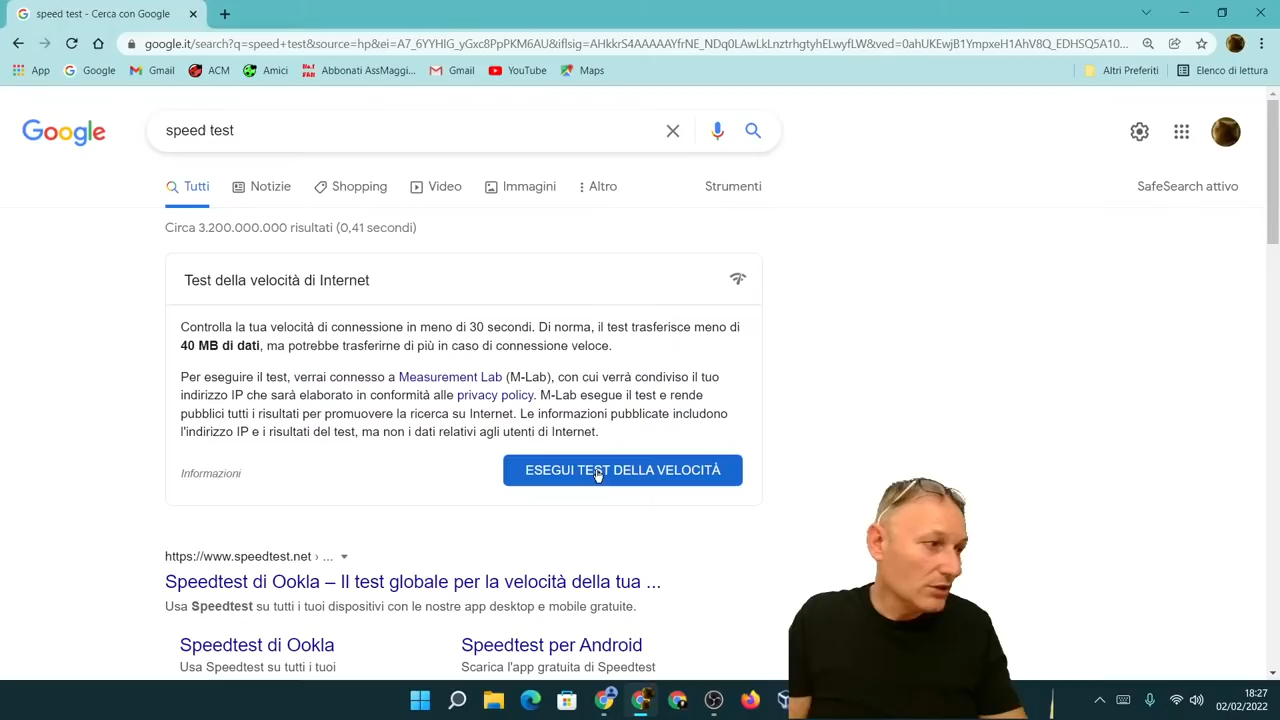 speed test - Cerca con Google
google.it/search?q=speed+test&source=hp&ei=A7_6YYHIG_yGxc8PpPKM6AU&iflsig=AHkkrS4AAAAAYfrNE_NDq0LAwLkLnztrhgtyhELwyfLW&ved=0ahUKEwjB1YmpxeH1AhV8Q_EDHSQ5A10...
App Google Gmail ACM Amici Abbonati AssMaggi... Gmail YouTube Maps Altri Preferiti Elenco di lettura
Google
speed test
Tutti Notizie Shopping Video Immagini Altro Strumenti SafeSearch attivo
Circa 3.200.000.000 risultati (0,41 secondi)
Test della velocità di Internet
Controlla la tua velocità di connessione in meno di 30 secondi. Di norma, il test trasferisce meno di
40 MB di dati, ma potrebbe trasferirne di più in caso di connessione veloce.
Per eseguire il test, verrai connesso a Measurement Lab (M-Lab), con cui verrà condiviso il tuo
indirizzo IP che sarà elaborato in conformità alle privacy policy. M-Lab esegue il test e rende
pubblici tutti i risultati per promuovere la ricerca su Internet. Le informazioni pubblicate includono
l'indirizzo IP e i risultati del test, ma non i dati relativi agli utenti di Internet.
Informazioni
ESEGUI TEST DELLA VELOCITÀ
https://www.speedtest.net › ...
Speedtest di Ookla – Il test globale per la velocità della tua ...
Usa Speedtest su tutti i tuoi dispositivi con le nostre app desktop e mobile gratuite.
Speedtest di Ookla Speedtest per Android
Usa Speedtest su tutti i tuoi Scarica l'app gratuita di Speedtest
18:27
02/02/2022